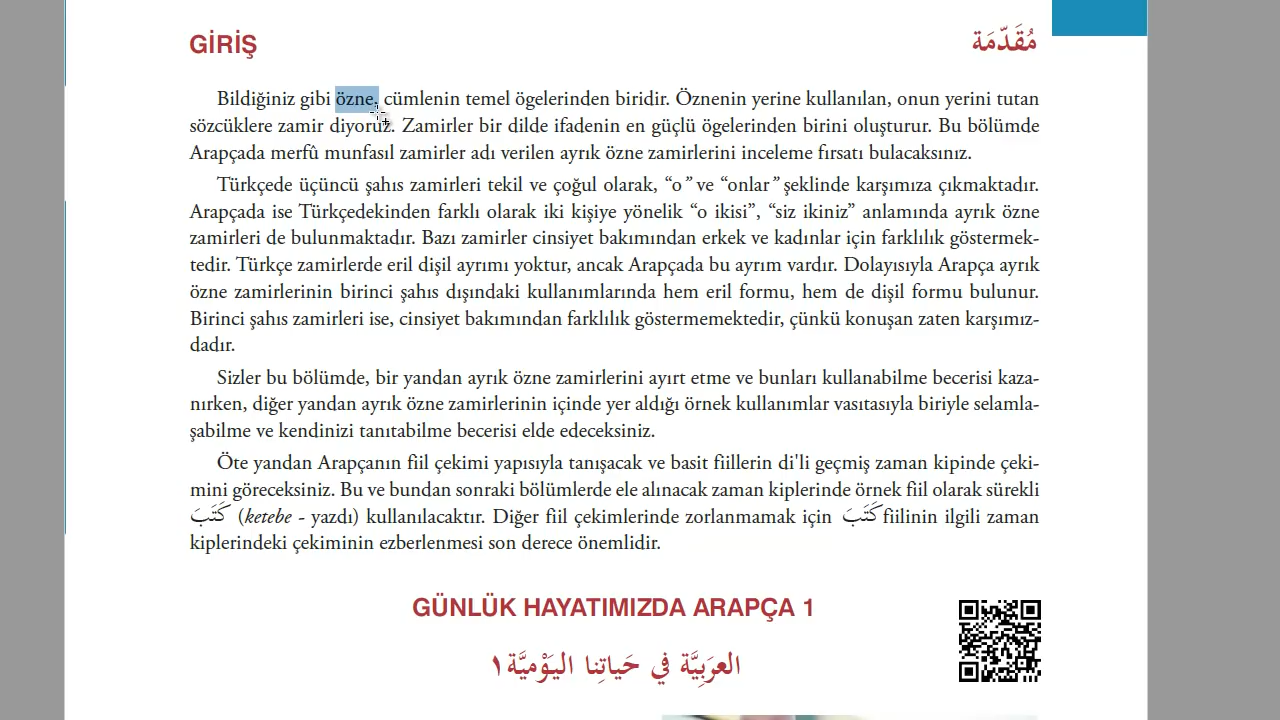 GİRİŞ
مُقَدّمَة
Bildiğiniz gibi özne, cümlenin temel ögelerinden biridir. Öznenin yerine kullanılan, onun yerini tutan
sözcüklere zamir diyoruz. Zamirler bir dilde ifadenin en güçlü ögelerinden birini oluşturur. Bu bölümde
Arapçada merfû munfasıl zamirler adı verilen ayrık özne zamirlerini inceleme fırsatı bulacaksınız.
Türkçede üçüncü şahıs zamirleri tekil ve çoğul olarak, “o” ve “onlar” şeklinde karşımıza çıkmaktadır.
Arapçada ise Türkçedekinden farklı olarak iki kişiye yönelik “o ikisi”, “siz ikiniz” anlamında ayrık özne
zamirleri de bulunmaktadır. Bazı zamirler cinsiyet bakımından erkek ve kadınlar için farklılık göstermek-
tedir. Türkçe zamirlerde eril dişil ayrımı yoktur, ancak Arapçada bu ayrım vardır. Dolayısıyla Arapça ayrık
özne zamirlerinin birinci şahıs dışındaki kullanımlarında hem eril formu, hem de dişil formu bulunur.
Birinci şahıs zamirleri ise, cinsiyet bakımından farklılık göstermemektedir, çünkü konuşan zaten karşımız-
dadır.
Sizler bu bölümde, bir yandan ayrık özne zamirlerini ayırt etme ve bunları kullanabilme becerisi kaza-
nırken, diğer yandan ayrık özne zamirlerinin içinde yer aldığı örnek kullanımlar vasıtasıyla biriyle selamla-
şabilme ve kendinizi tanıtabilme becerisi elde edeceksiniz.
Öte yandan Arapçanın fiil çekimi yapısıyla tanışacak ve basit fiillerin di'li geçmiş zaman kipinde çeki-
mini göreceksiniz. Bu ve bundan sonraki bölümlerde ele alınacak zaman kiplerinde örnek fiil olarak sürekli
كَتَبَ (ketebe - yazdı) kullanılacaktır. Diğer fiil çekimlerinde zorlanmamak için كَتَبَ fiilinin ilgili zaman
kiplerindeki çekiminin ezberlenmesi son derece önemlidir.
GÜNLÜK HAYATIMIZDA ARAPÇA 1
العرَبِيَّة في حَياتِنا اليَوْميَّة ١